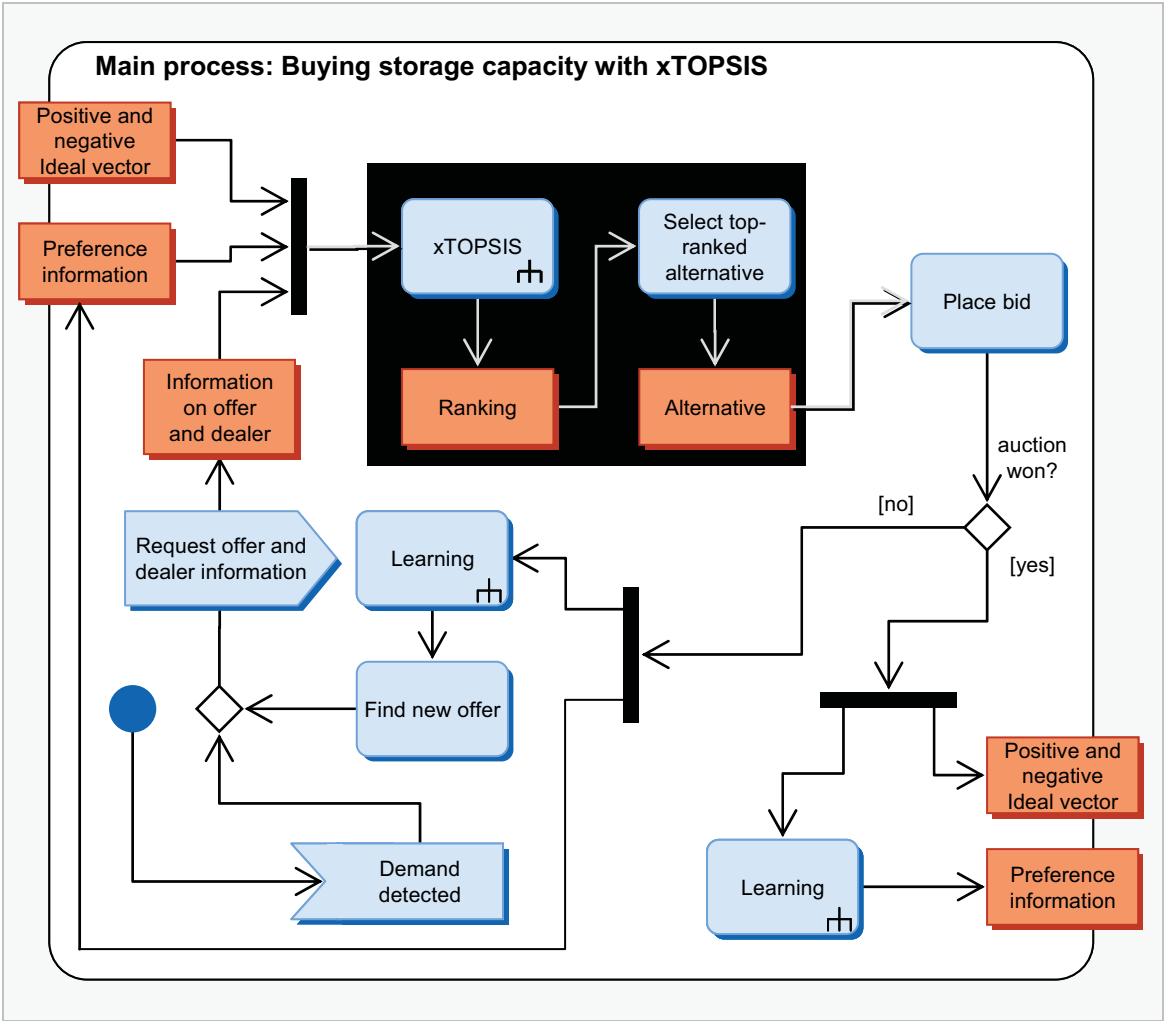 Main process: Buying storage capacity with xTOPSIS
Positive and
negative
Ideal vector
Preference
information
Information
on offer
and dealer
xTOPSIS
Select top-
ranked
alternative
Ranking
Alternative
Place bid
auction
won?
[no]
[yes]
Request offer and
dealer information
Learning
Find new offer
Demand
detected
Positive and
negative
Ideal vector
Learning
Preference
information